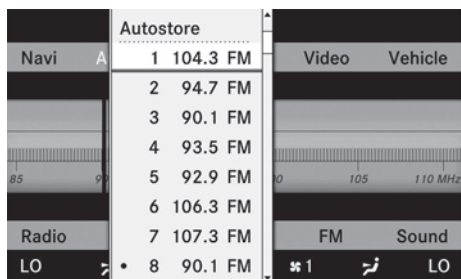 Autostore
Navi A Video Vehicle
1 104.3 FM
2 94.7 FM
3 90.1 FM
4 93.5 FM
5 92.9 FM
85 9 0 105 110 MHz
6 106.3 FM
Radio 7 107.3 FM FM Sound
LO • 8 90.1 FM 1 LO